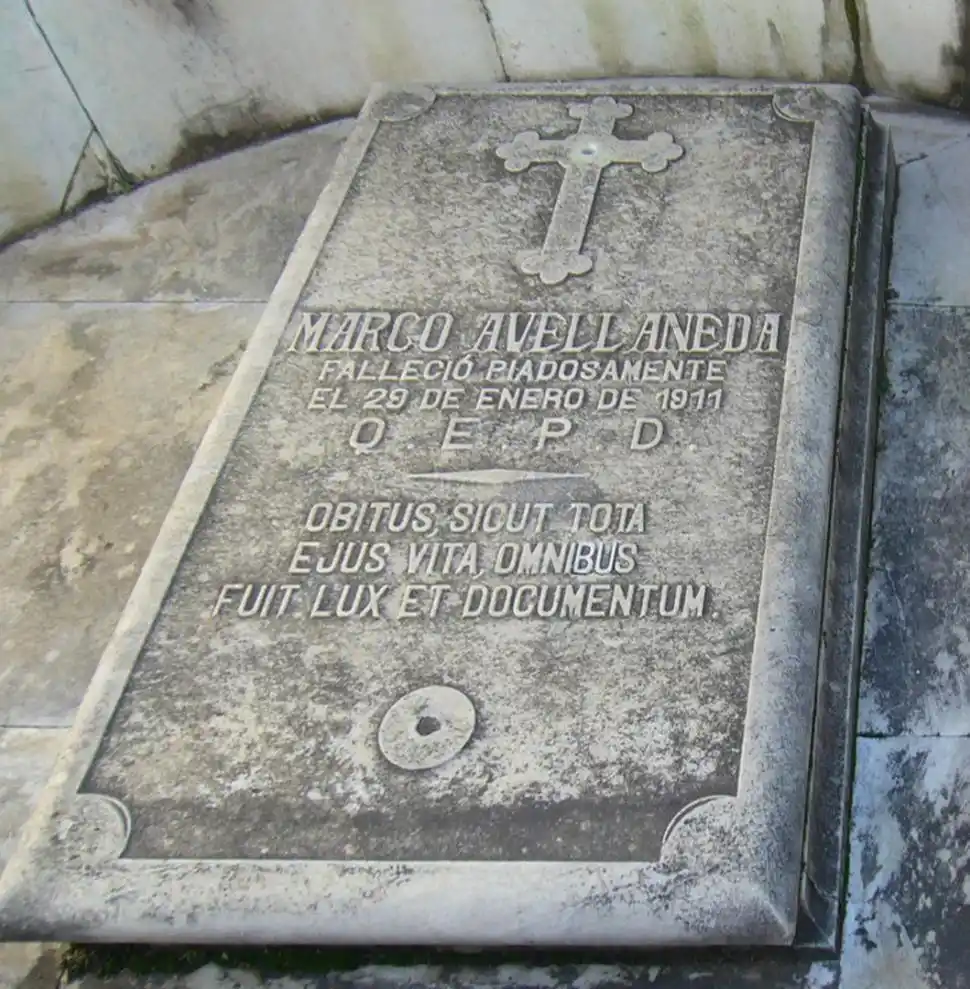 MARCO AVELLANEDA
FALLECIÓ PIADOSAMENTE
EL 29 DE ENERO DE 1911
Q. E. P. D.
OBITUS, SICUT TOTA
EJUS VITA, OMNIBUS
FUIT. LUX ET DOCUMENTUM.